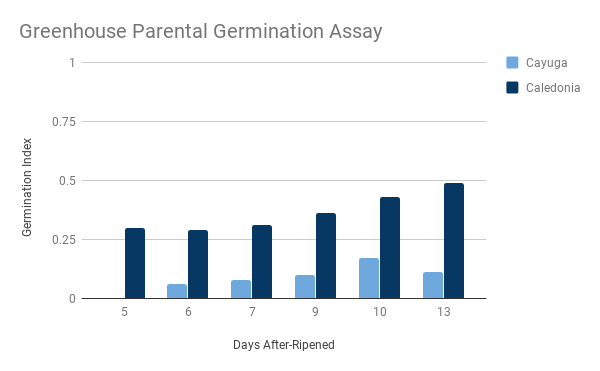 Greenhouse Parental Germination Assay
Cayuga
Caledonia
Germination Index
1
0.75
0.5
0.25
0
5 6 7 9 10 13
Days After-Ripened